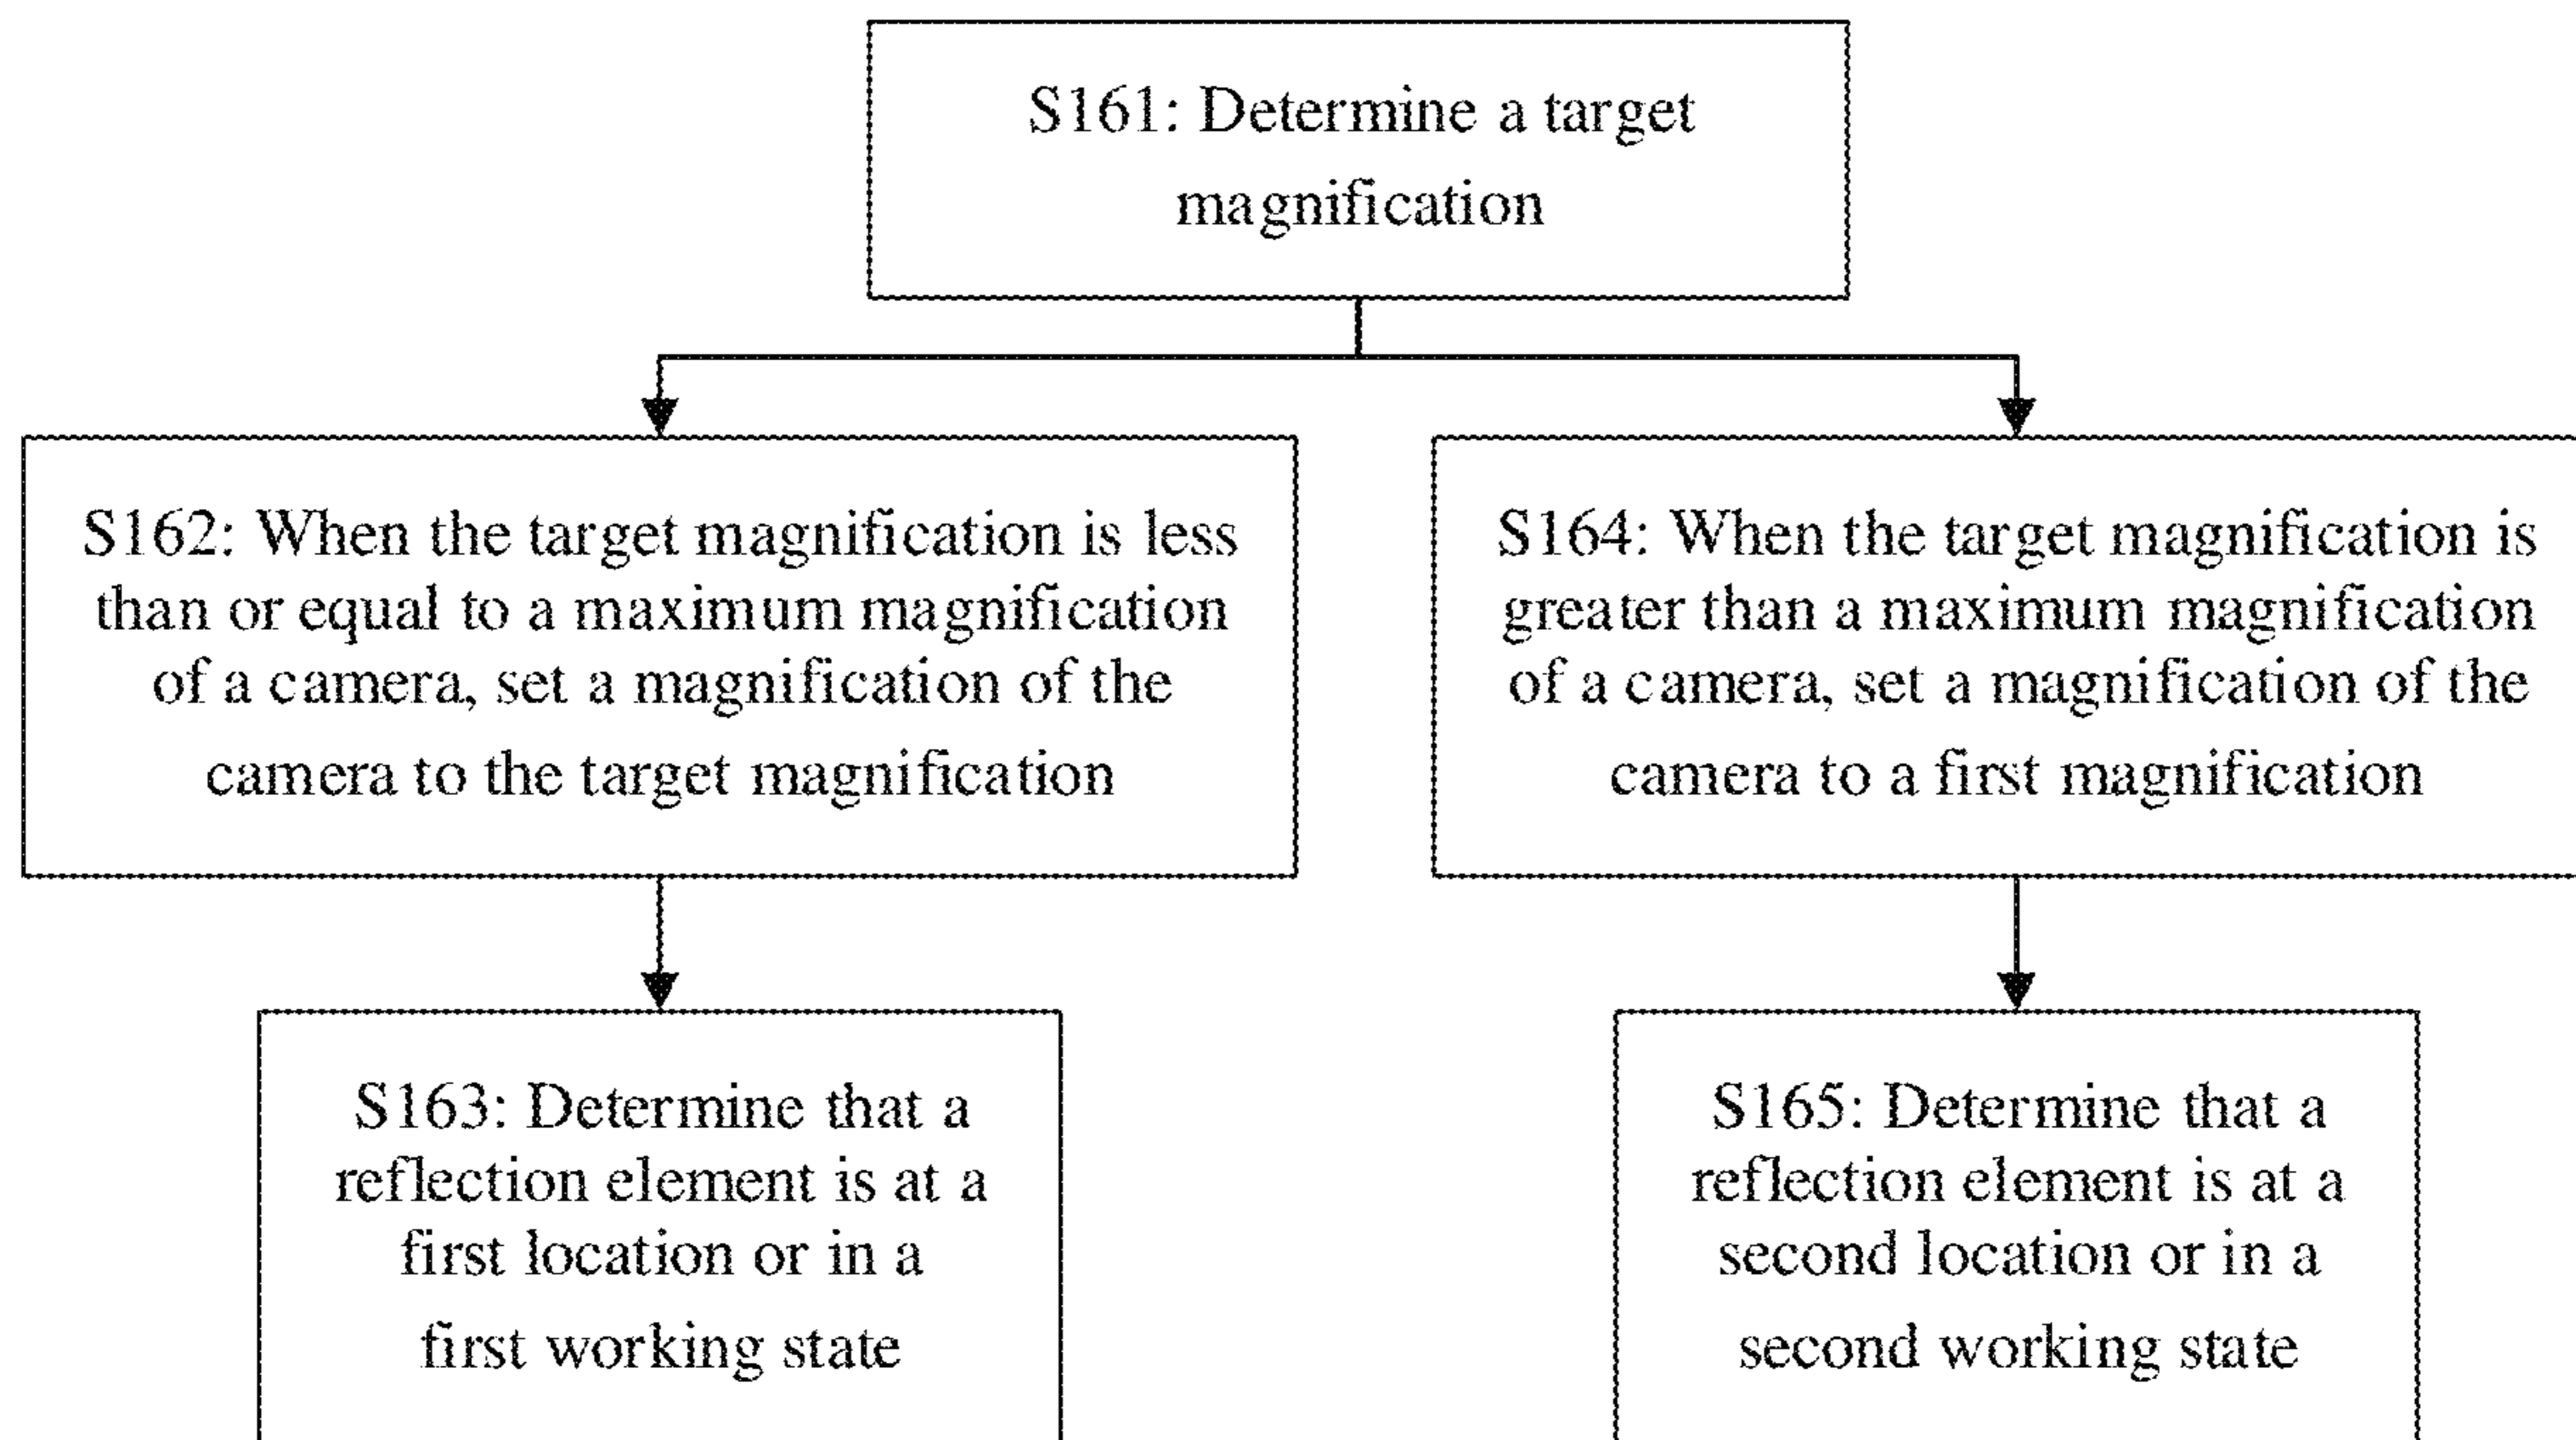 S161: Determine a target
magnification
S162: When the target magnification is less
than or equal to a maximum magnification
of a camera, set a magnification of the
camera to the target magnification
S164: When the target magnification is
greater than a maximum magnification
of a camera, set a magnification of the
camera to a first magnification
S163: Determine that a
reflection element is at a
first location or in a
first working state
S165: Determine that a
reflection element is at a
second location or in a
second working state